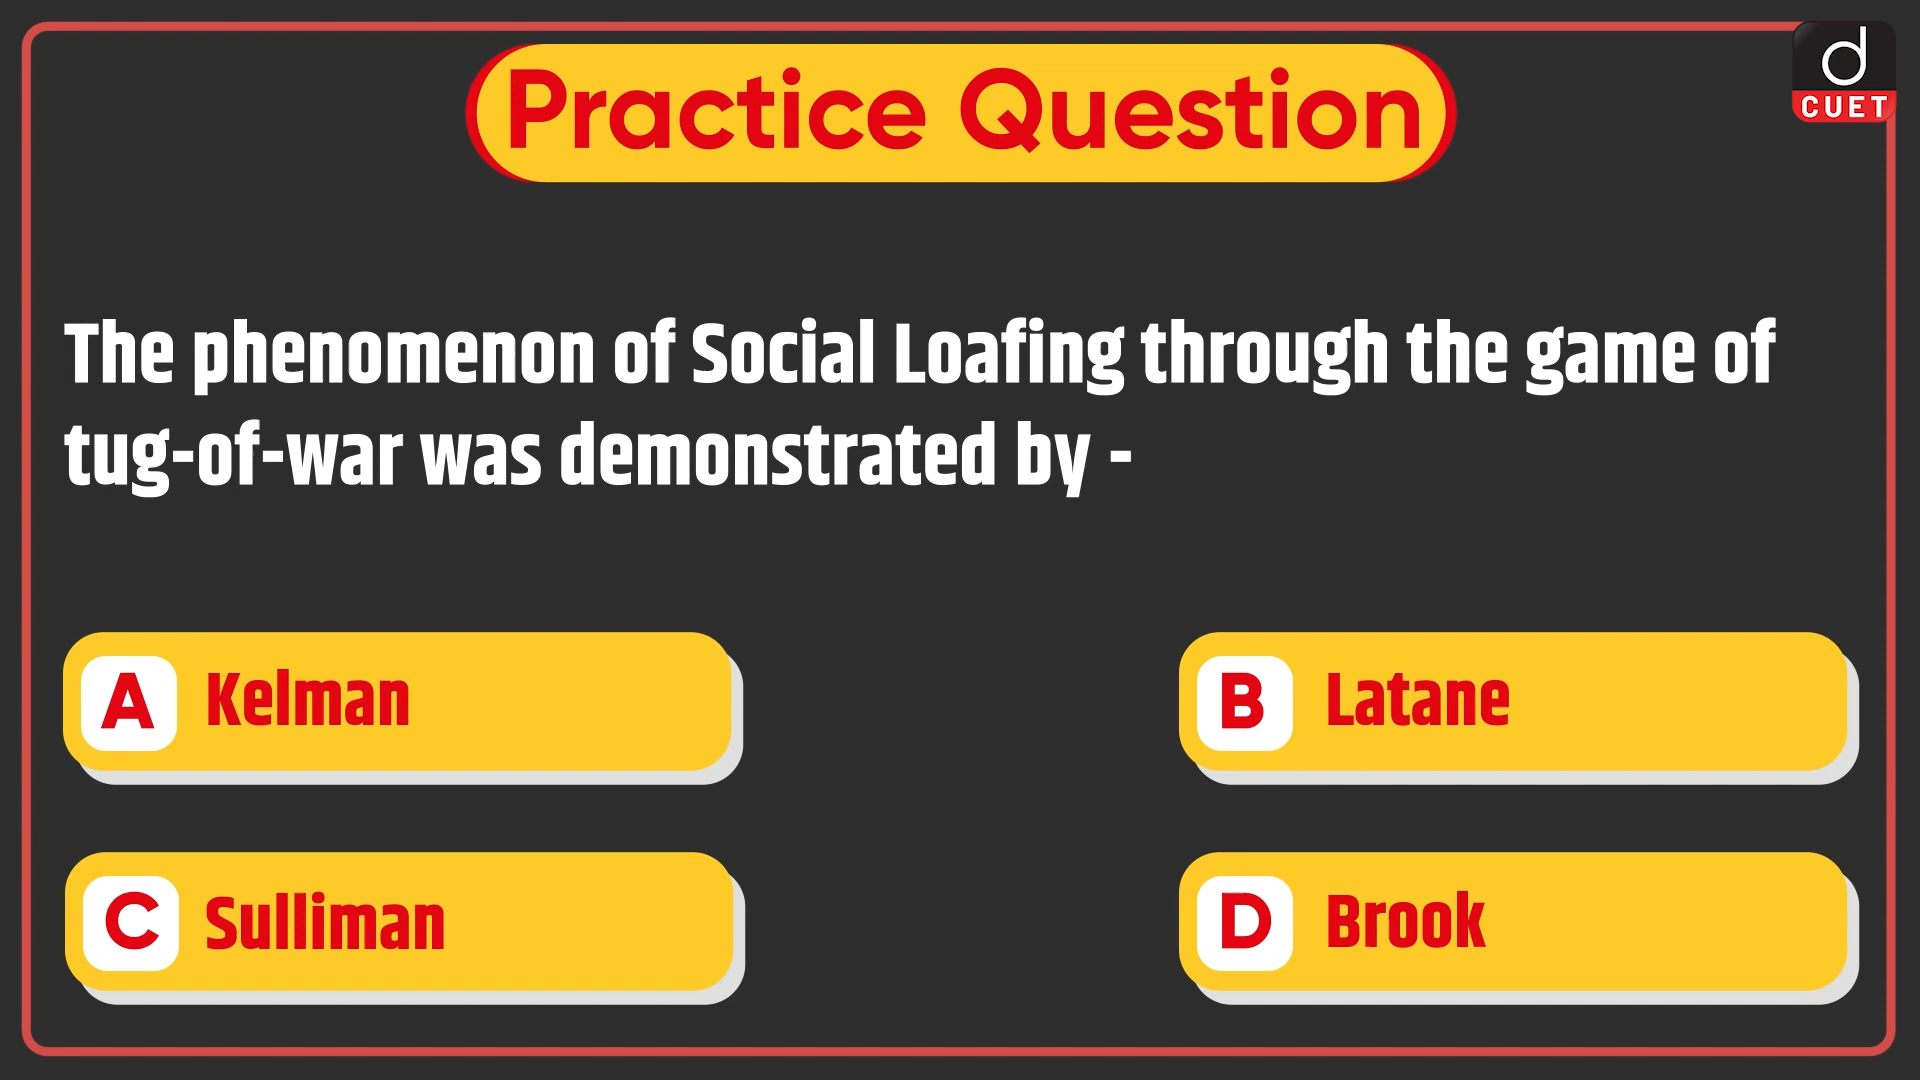 Practice Question
d
CUET
The phenomenon of Social Loafing through the game of
tug-of-war was demonstrated by -
A Kelman
B Latane
C Sulliman
D Brook